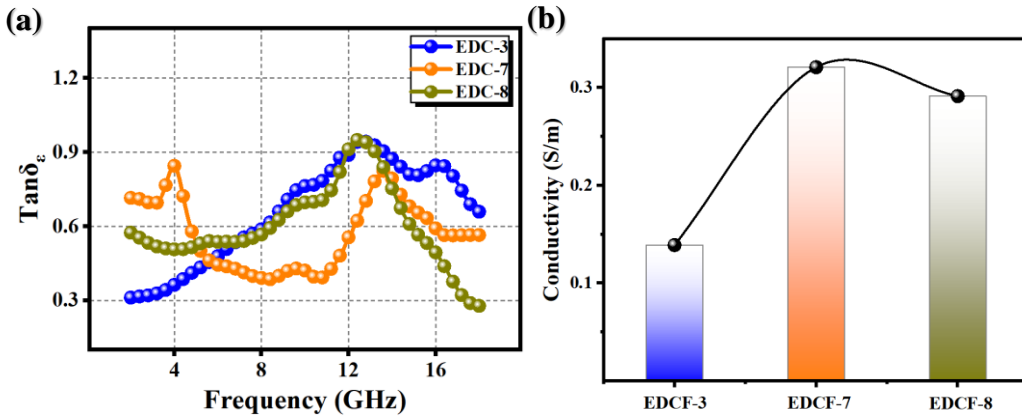 (a)
EDC-3
EDC-7
EDC-8
Tanδε
1.2
0.9
0.6
0.3
4
8
12
16
Frequency (GHz)
(b)
Conductivity (S/m)
0.3
0.2
0.1
EDCF-3
EDCF-7
EDCF-8